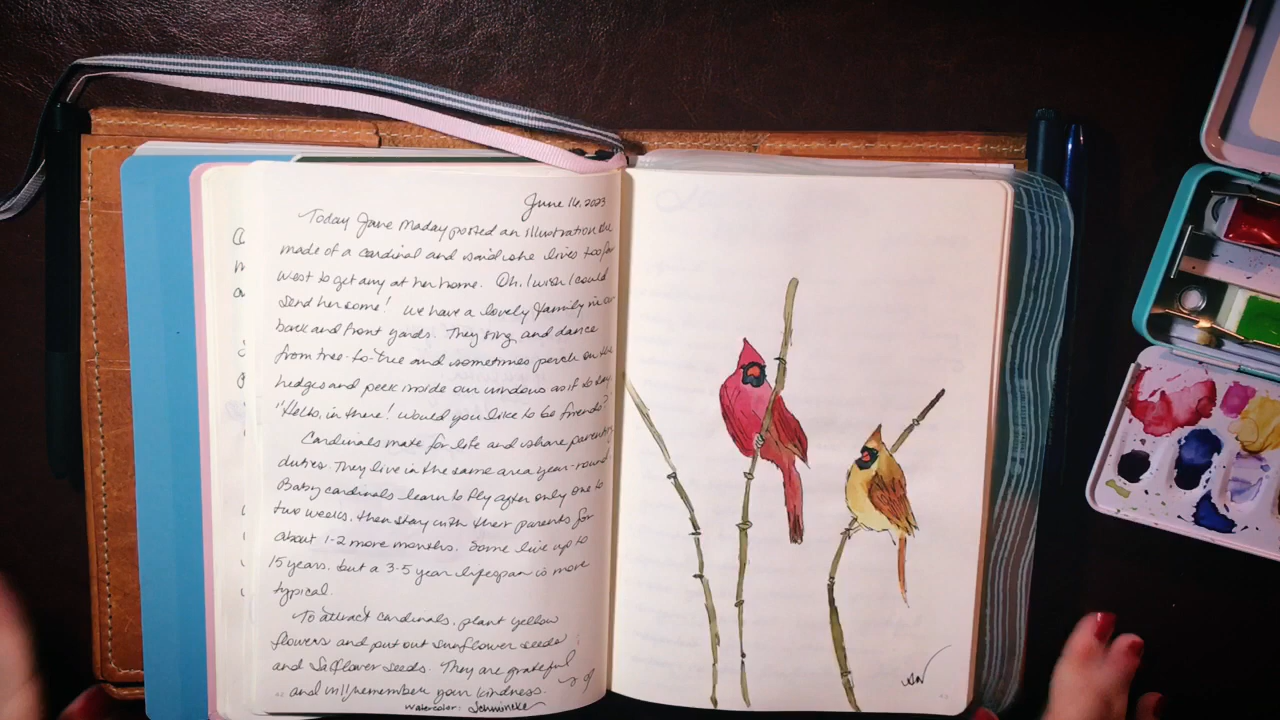 June 16, 2023
Today Jane Maday posted an illustration she
made of a cardinal and said she lives too far
west to get any at her home. Oh, I wish I could
send her some! We have a lovely family in our
back and front yards. They sing and dance
from tree-to-tree and sometimes perch on the
hedges and peek inside our windows as if to say
"Hello, in there! Would you like to be friends?"
Cardinals mate for life and share parenting
duties. They live in the same area year-round.
Baby cardinals learn to fly after only one to
two weeks, then stay with their parents for
about 1-2 more months. Some live up to
15 years, but a 3-5 year lifespan is more
typical.
To attract cardinals, plant yellow
flowers and put out sunflower seeds
and safflower seeds. They are grateful
and will remember your kindness.
Watercolor: Schmincke